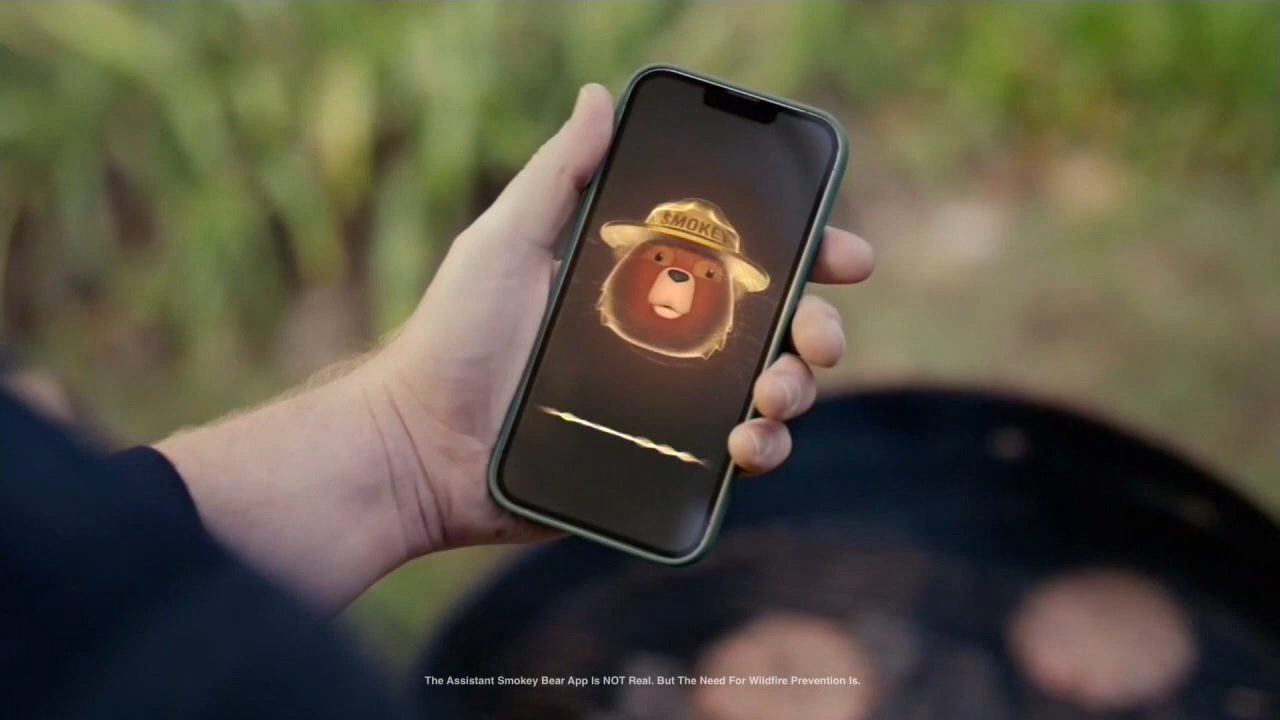 SMOKEY
The Assistant Smokey Bear App Is NOT Real. But The Need For Wildfire Prevention Is.